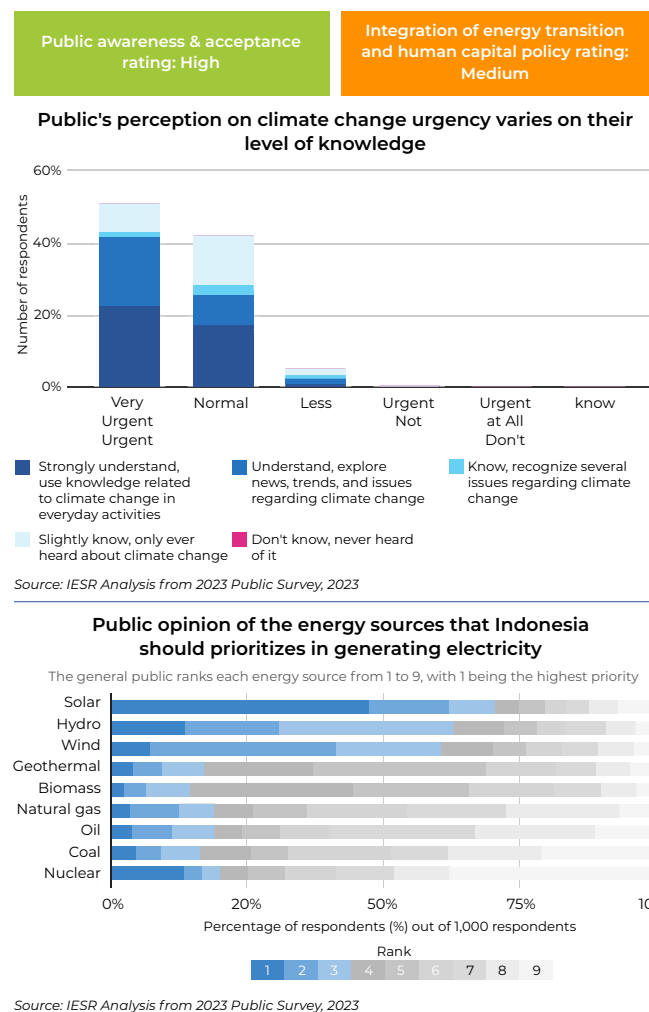 Public awareness & acceptance
rating: High
Integration of energy transition
and human capital policy rating:
Medium
Public's perception on climate change urgency varies on their
level of knowledge
Number of respondents
60%
40%
20%
0%
Very
Urgent
Urgent
Normal
Less
Urgent
Not
Urgent
at All
Don't
know
Strongly understand,
use knowledge related
to climate change in
everyday activities
Understand, explore
news, trends, and issues
regarding climate change
Know, recognize several
issues regarding climate
change
Slightly know, only ever
heard about climate change
Don't know, never heard
of it
Source: IESR Analysis from 2023 Public Survey, 2023
Public opinion of the energy sources that Indonesia
should prioritizes in generating electricity
The general public ranks each energy source from 1 to 9, with 1 being the highest priority
Solar
Hydro
Wind
Geothermal
Biomass
Natural gas
Oil
Coal
Nuclear
0% 20% 50% 75% 10
Percentage of respondents (%) out of 1,000 respondents
Rank
1 2 3 4 5 6 7 8 9
Source: IESR Analysis from 2023 Public Survey, 2023